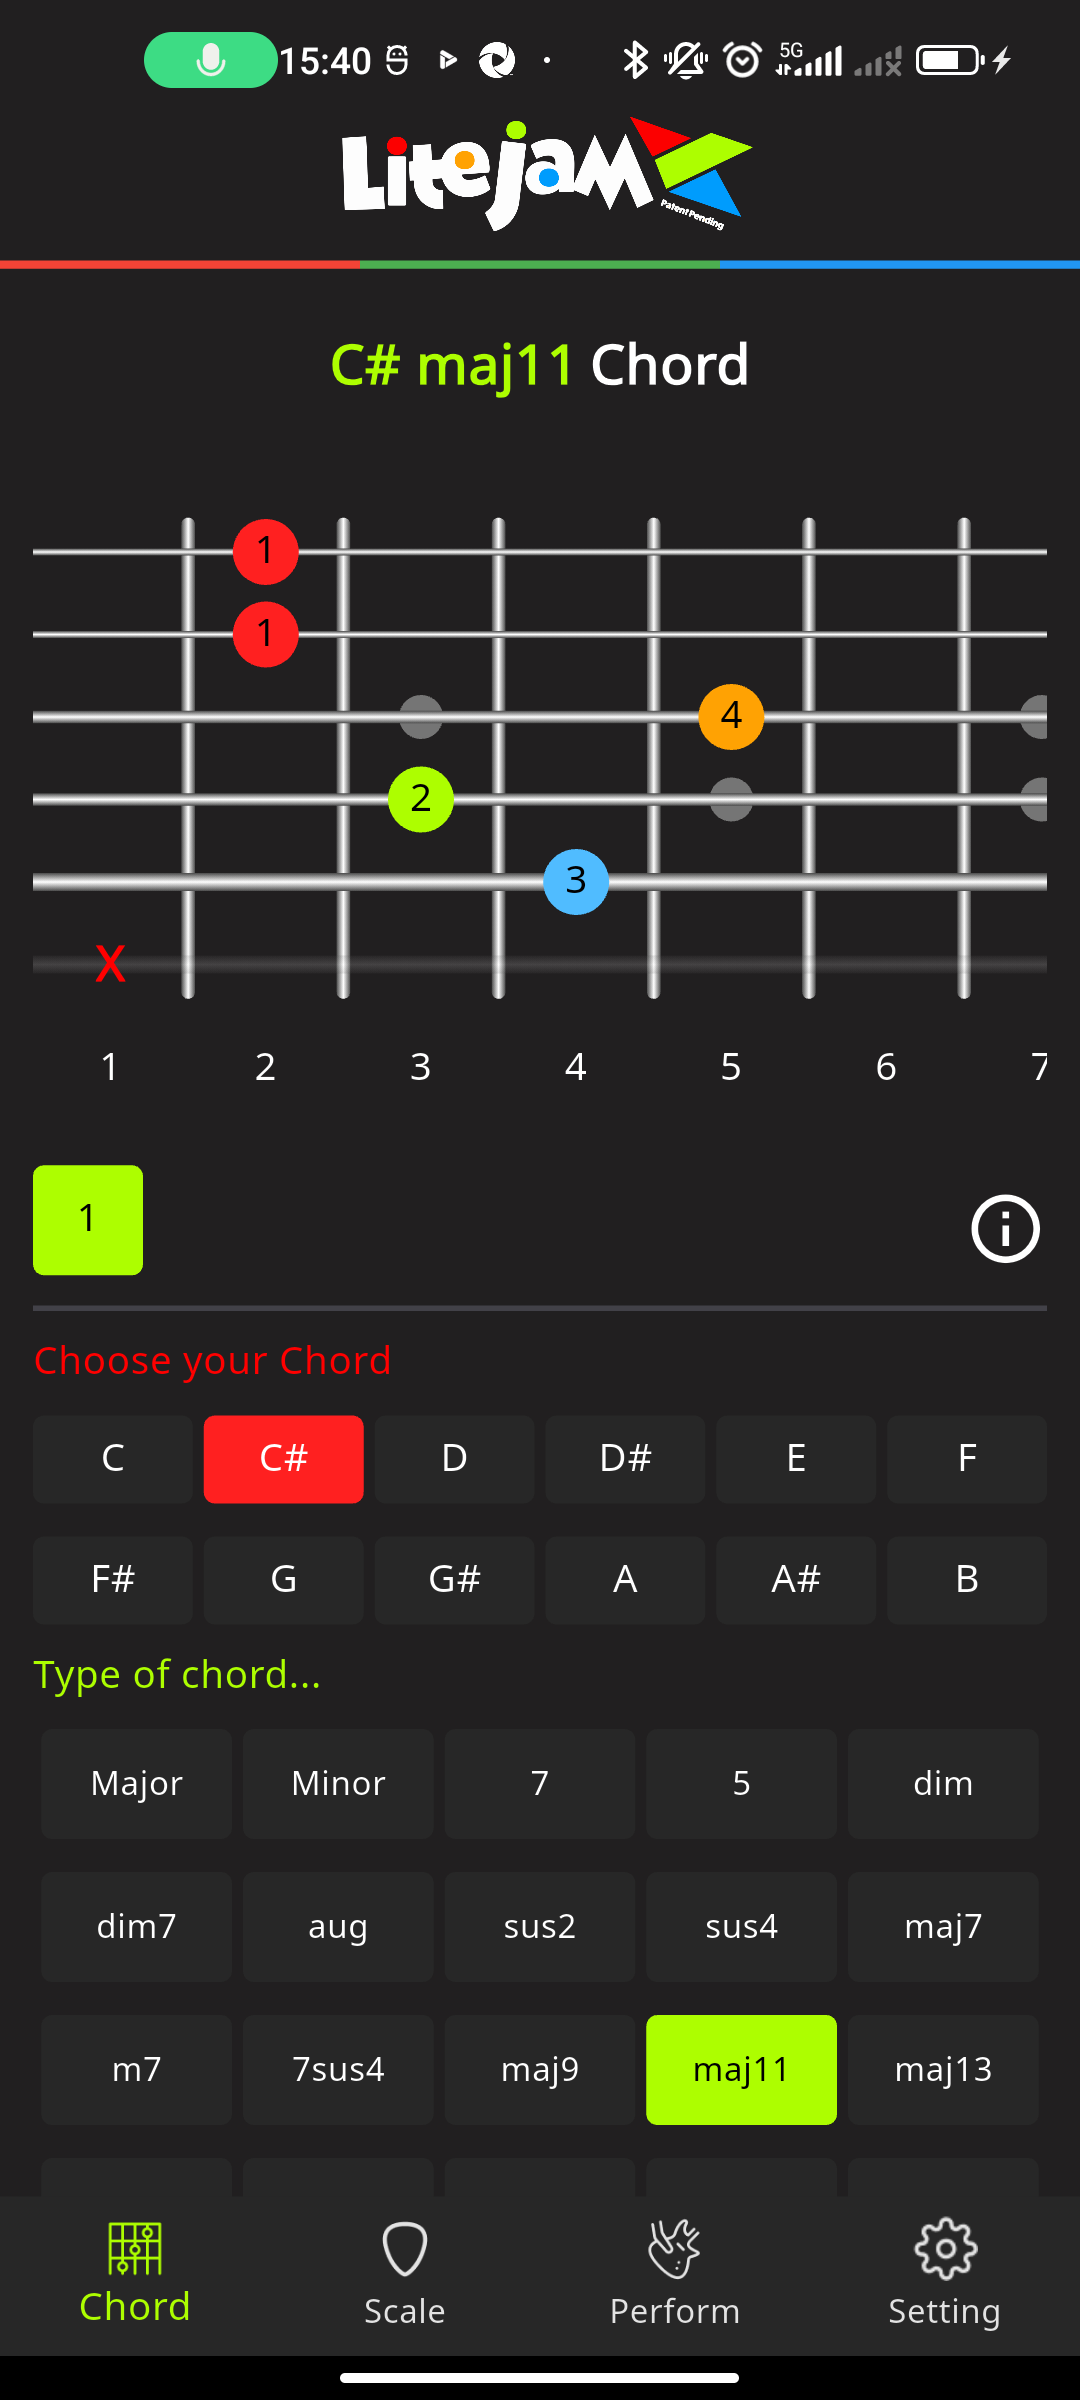 15:40 5G
Litejam
Patent Pending
C# maj11 Chord
1
1
4
2
3
X
1 2 3 4 5 6 7
1
Choose your Chord
C C# D D# E F
F# G G# A A# B
Type of chord...
Major Minor 7 5 dim
dim7 aug sus2 sus4 maj7
m7 7sus4 maj9 maj11 maj13
Chord Scale Perform Setting